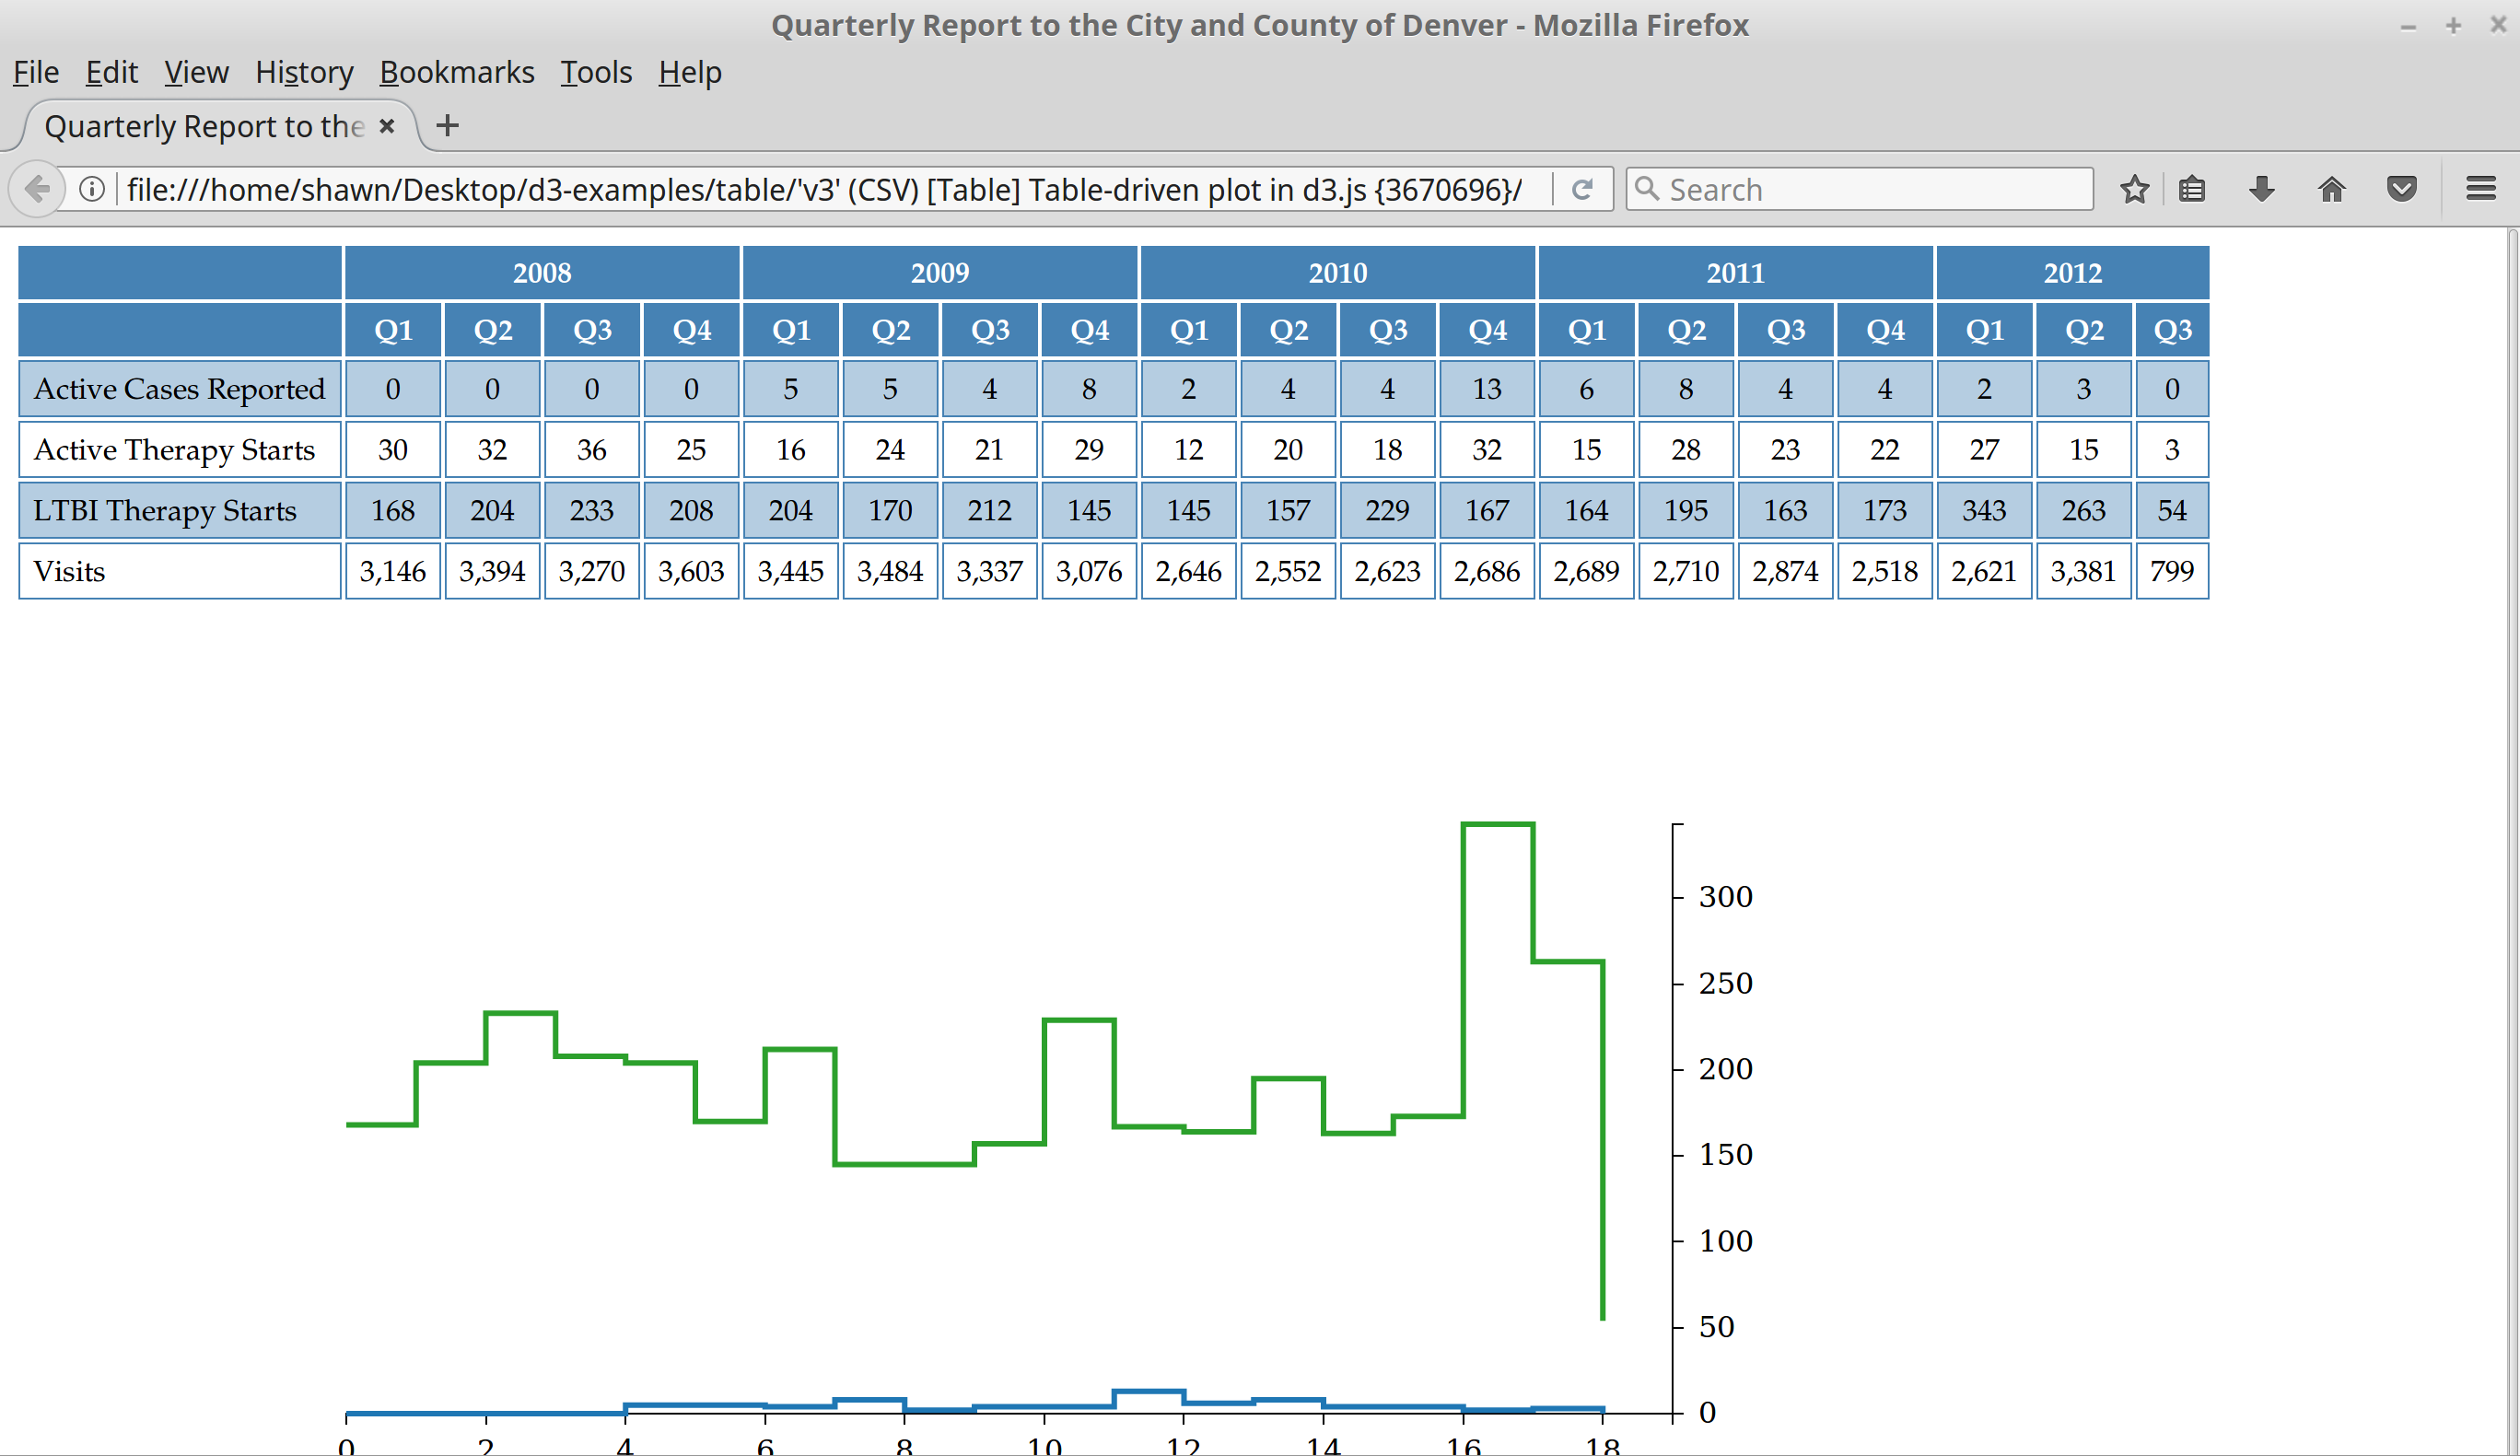 Quarterly Report to the City and County of Denver - Mozilla Firefox
File Edit View History Bookmarks Tools Help
Quarterly Report to the
file:///home/shawn/Desktop/d3-examples/table/'v3' (CSV) [Table] Table-driven plot in d3.js {3670696}/ Search
2008 2009 2010 2011 2012
Q1 Q2 Q3 Q4 Q1 Q2 Q3 Q4 Q1 Q2 Q3 Q4 Q1 Q2 Q3 Q4 Q1 Q2 Q3
Active Cases Reported 0 0 0 0 5 5 4 8 2 4 4 13 6 8 4 4 2 3 0
Active Therapy Starts 30 32 36 25 16 24 21 29 12 20 18 32 15 28 23 22 27 15 3
LTBI Therapy Starts 168 204 233 208 204 170 212 145 145 157 229 167 164 195 163 173 343 263 54
Visits 3,146 3,394 3,270 3,603 3,445 3,484 3,337 3,076 2,646 2,552 2,623 2,686 2,689 2,710 2,874 2,518 2,621 3,381 799
300
250
200
150
100
50
0
0 2 4 6 8 10 12 14 16 18